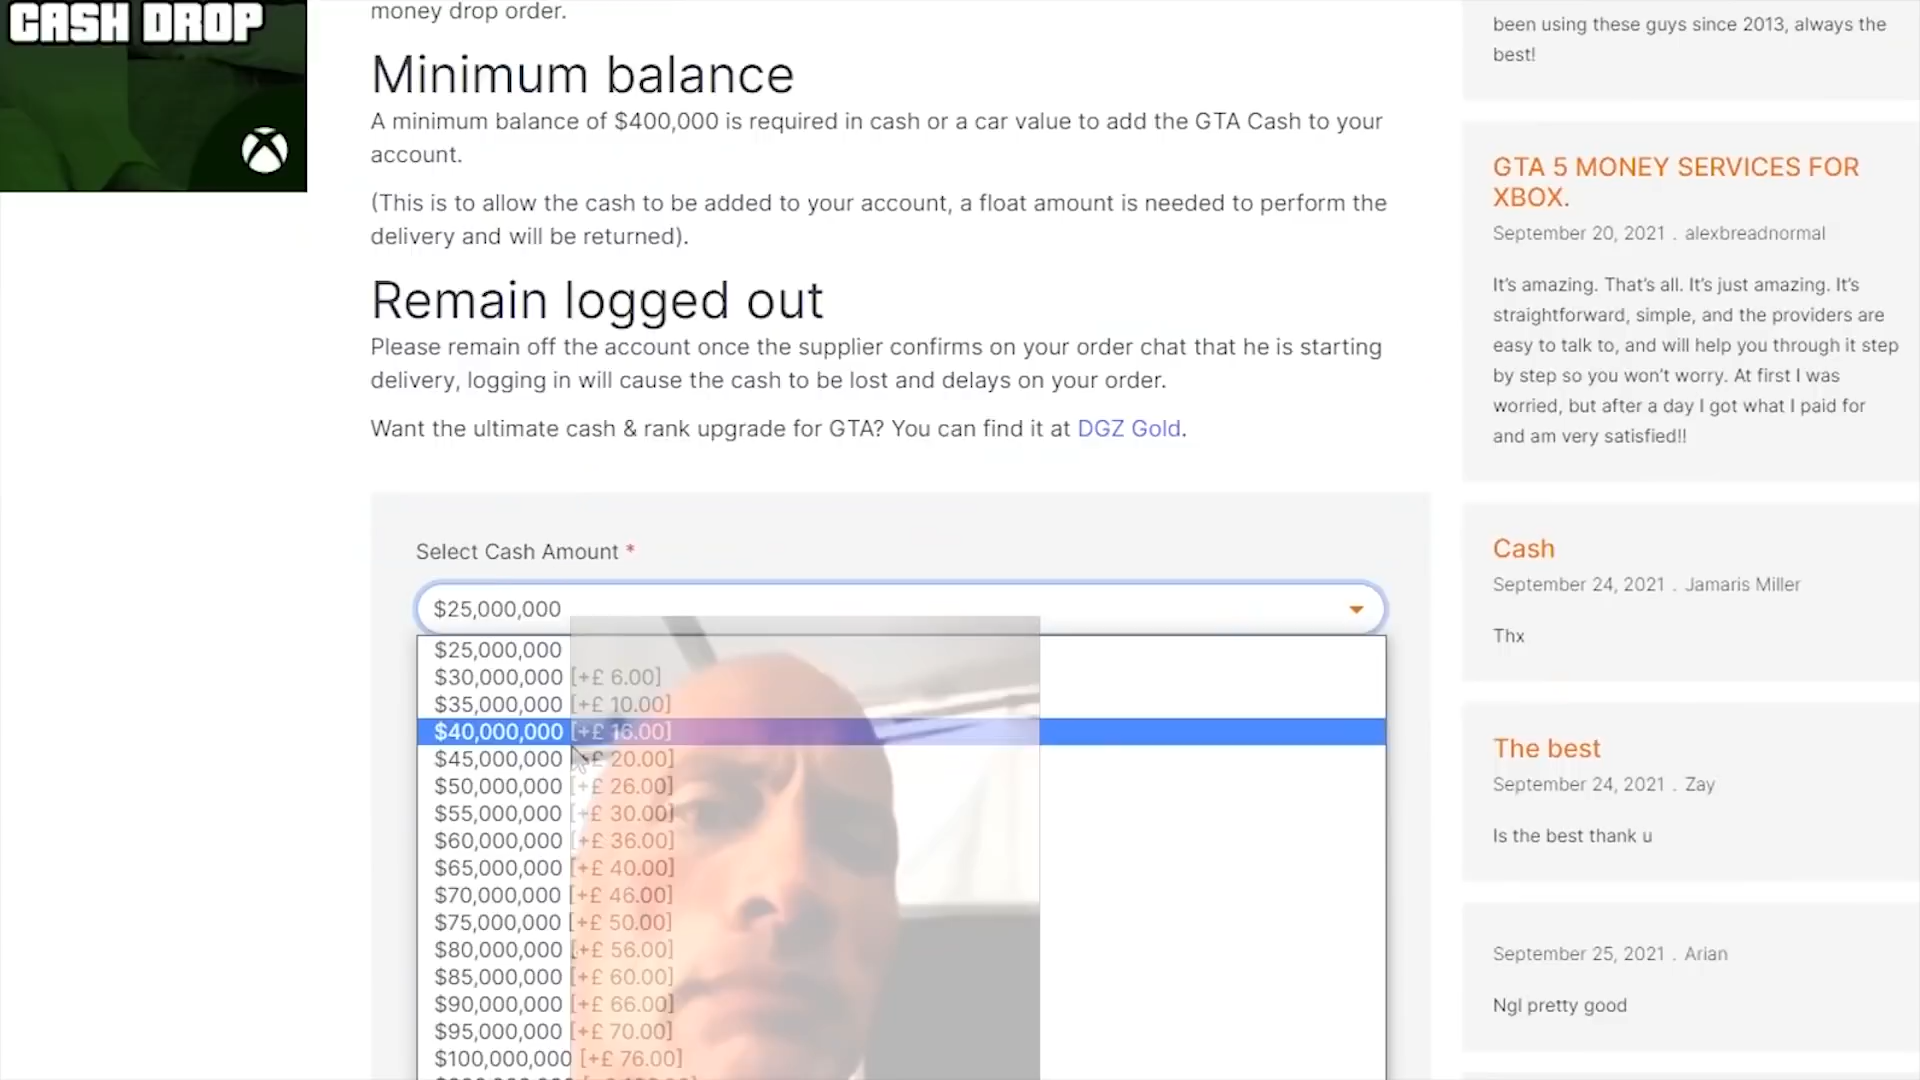 CASH DROP
money drop order.
Minimum balance
A minimum balance of $400,000 is required in cash or a car value to add the GTA Cash to your
account.
(This is to allow the cash to be added to your account, a float amount is needed to perform the
delivery and will be returned).
Remain logged out
Please remain off the account once the supplier confirms on your order chat that he is starting
delivery, logging in will cause the cash to be lost and delays on your order.
Want the ultimate cash & rank upgrade for GTA? You can find it at DGZ Gold.
Select Cash Amount *
$25,000,000
$25,000,000
$30,000,000 [+£ 6.00]
$35,000,000 [+£ 10.00]
$40,000,000 [+£ 16.00]
$45,000,000 [+£ 20.00]
$50,000,000 [+£ 26.00]
$55,000,000 [+£ 30.00]
$60,000,000 [+£ 36.00]
$65,000,000 [+£ 40.00]
$70,000,000 [+£ 46.00]
$75,000,000 [+£ 50.00]
$80,000,000 [+£ 56.00]
$85,000,000 [+£ 60.00]
$90,000,000 [+£ 66.00]
$95,000,000 [+£ 70.00]
$100,000,000 [+£ 76.00]
been using these guys since 2013, always the
best!
GTA 5 MONEY SERVICES FOR
XBOX.
September 20, 2021 . alexbreadnormal
It's amazing. That's all. It's just amazing. It's
straightforward, simple, and the providers are
easy to talk to, and will help you through it step
by step so you won't worry. At first I was
worried, but after a day I got what I paid for
and am very satisfied!!
Cash
September 24, 2021 . Jamaris Miller
Thx
The best
September 24, 2021 . Zay
Is the best thank u
September 25, 2021 . Arian
Ngl pretty good